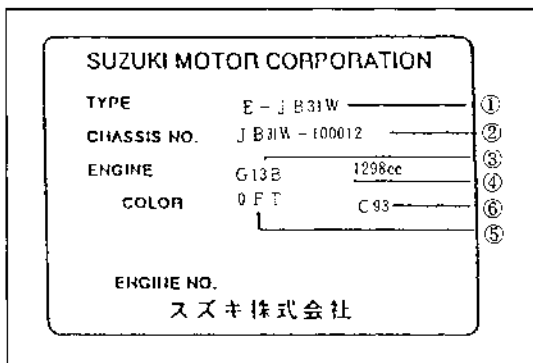 SUZUKI MOTOR CORPORATION
TYPE E-JB31W ①
CHASSIS NO. JB31W-100012 ②
③
ENGINE G13B 1298cc ④
COLOR 0FT C93 ⑥
⑤
ENGINE NO.
スズキ株式会社